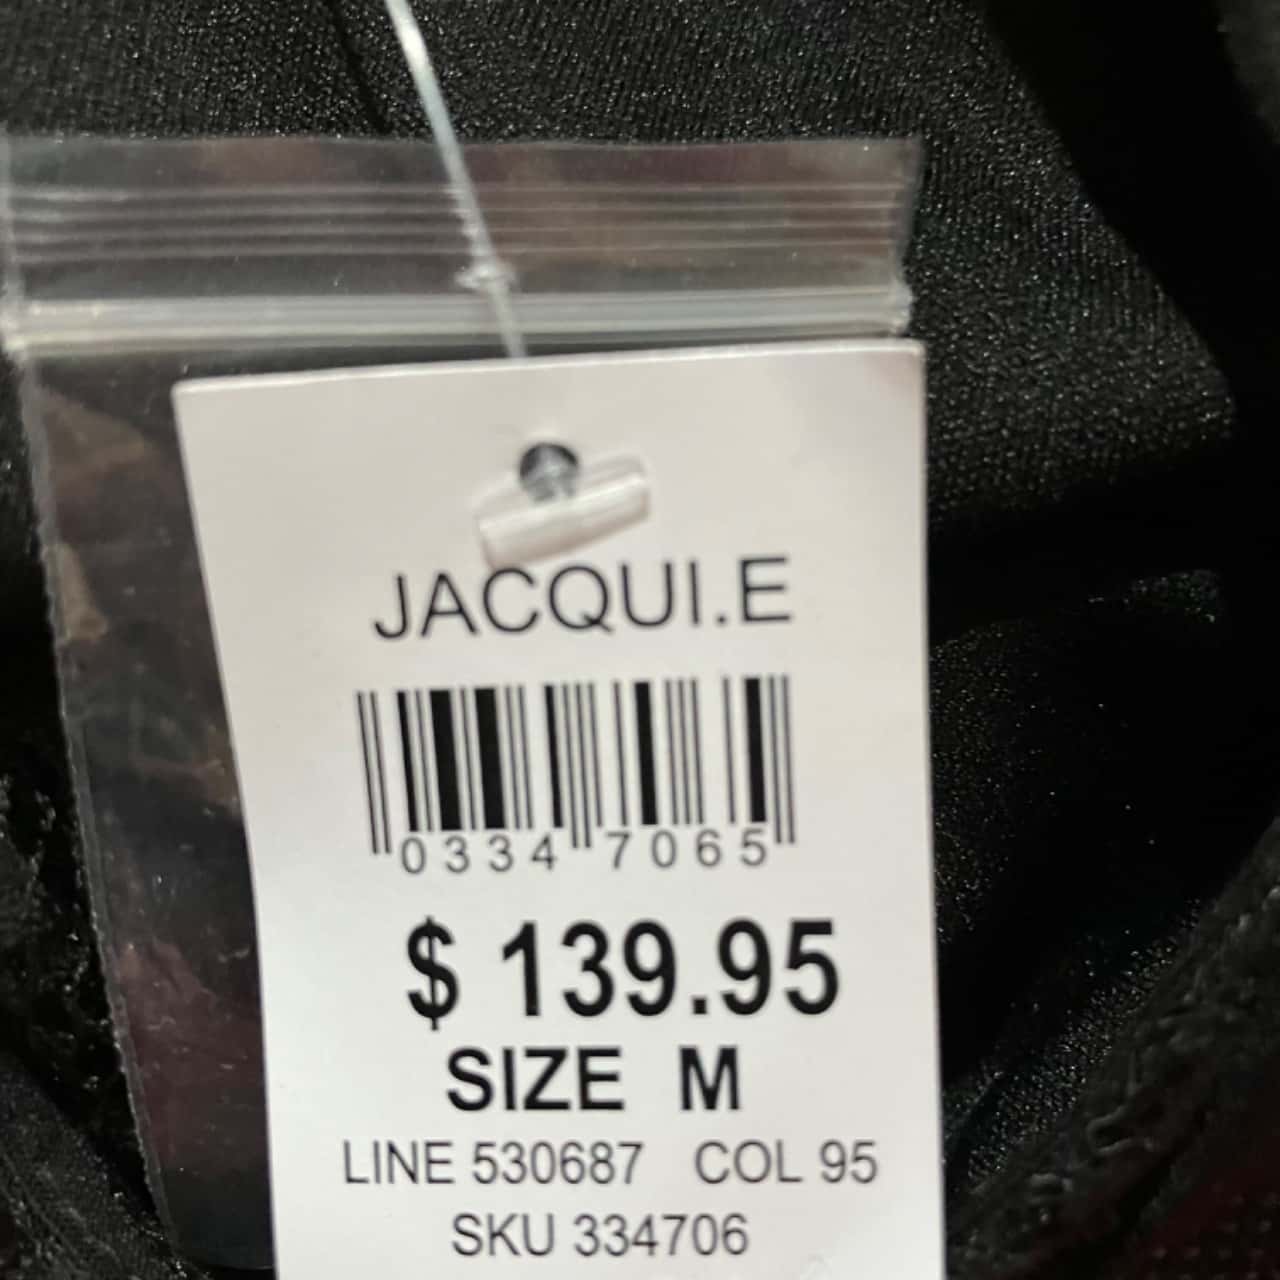 JACQUI.E
0334 7065
$ 139.95
SIZE M
LINE 530687 COL 95
SKU 334706